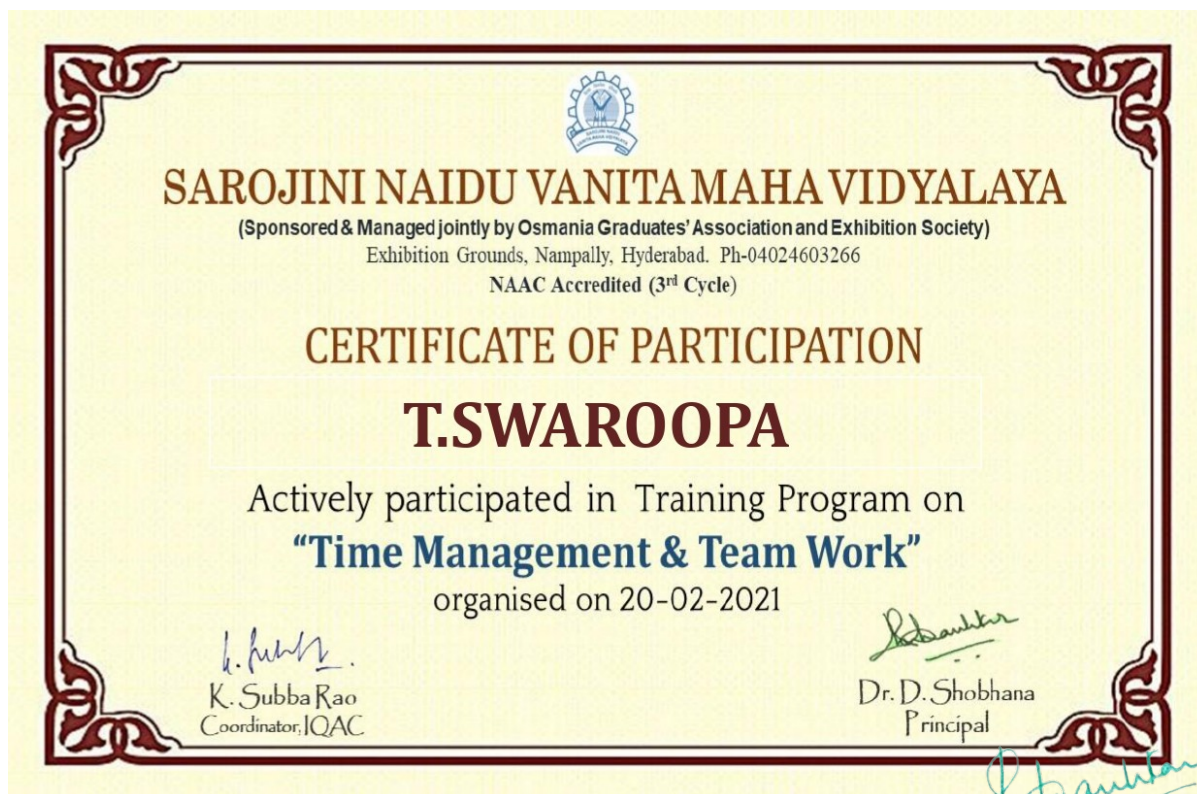 SAROJINI NAIDU VANITA MAHA VIDYALAYA
(Sponsored & Managed jointly by Osmania Graduates' Association and Exhibition Society)
Exhibition Grounds, Nampally, Hyderabad. Ph-04024603266
NAAC Accredited (3rd Cycle)
CERTIFICATE OF PARTICIPATION
T.SWAROOPA
Actively participated in Training Program on
“Time Management & Team Work”
organised on 20-02-2021
K. Subba Rao
Coordinator, IQAC
Dr. D. Shobhana
Principal